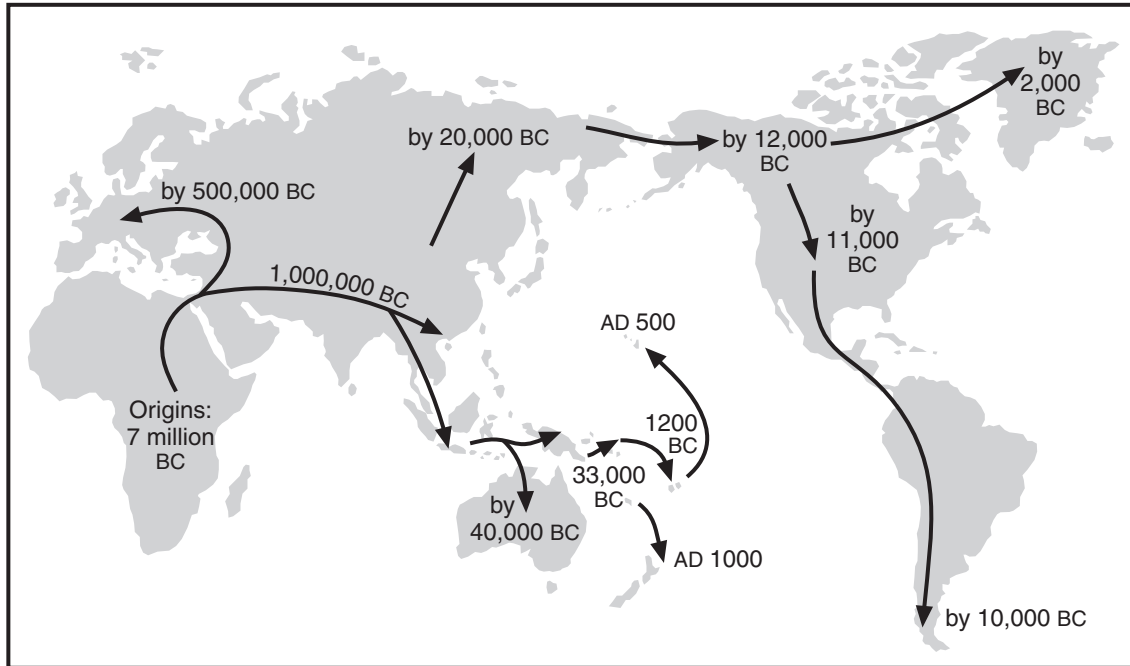 by
2,000
BC
by 20,000 BC
by 12,000
BC
by 500,000 BC
by
11,000
BC
1,000,000 BC
AD 500
Origins:
7 million
BC
1200
BC
33,000
BC
by
40,000 BC
AD 1000
by 10,000 BC